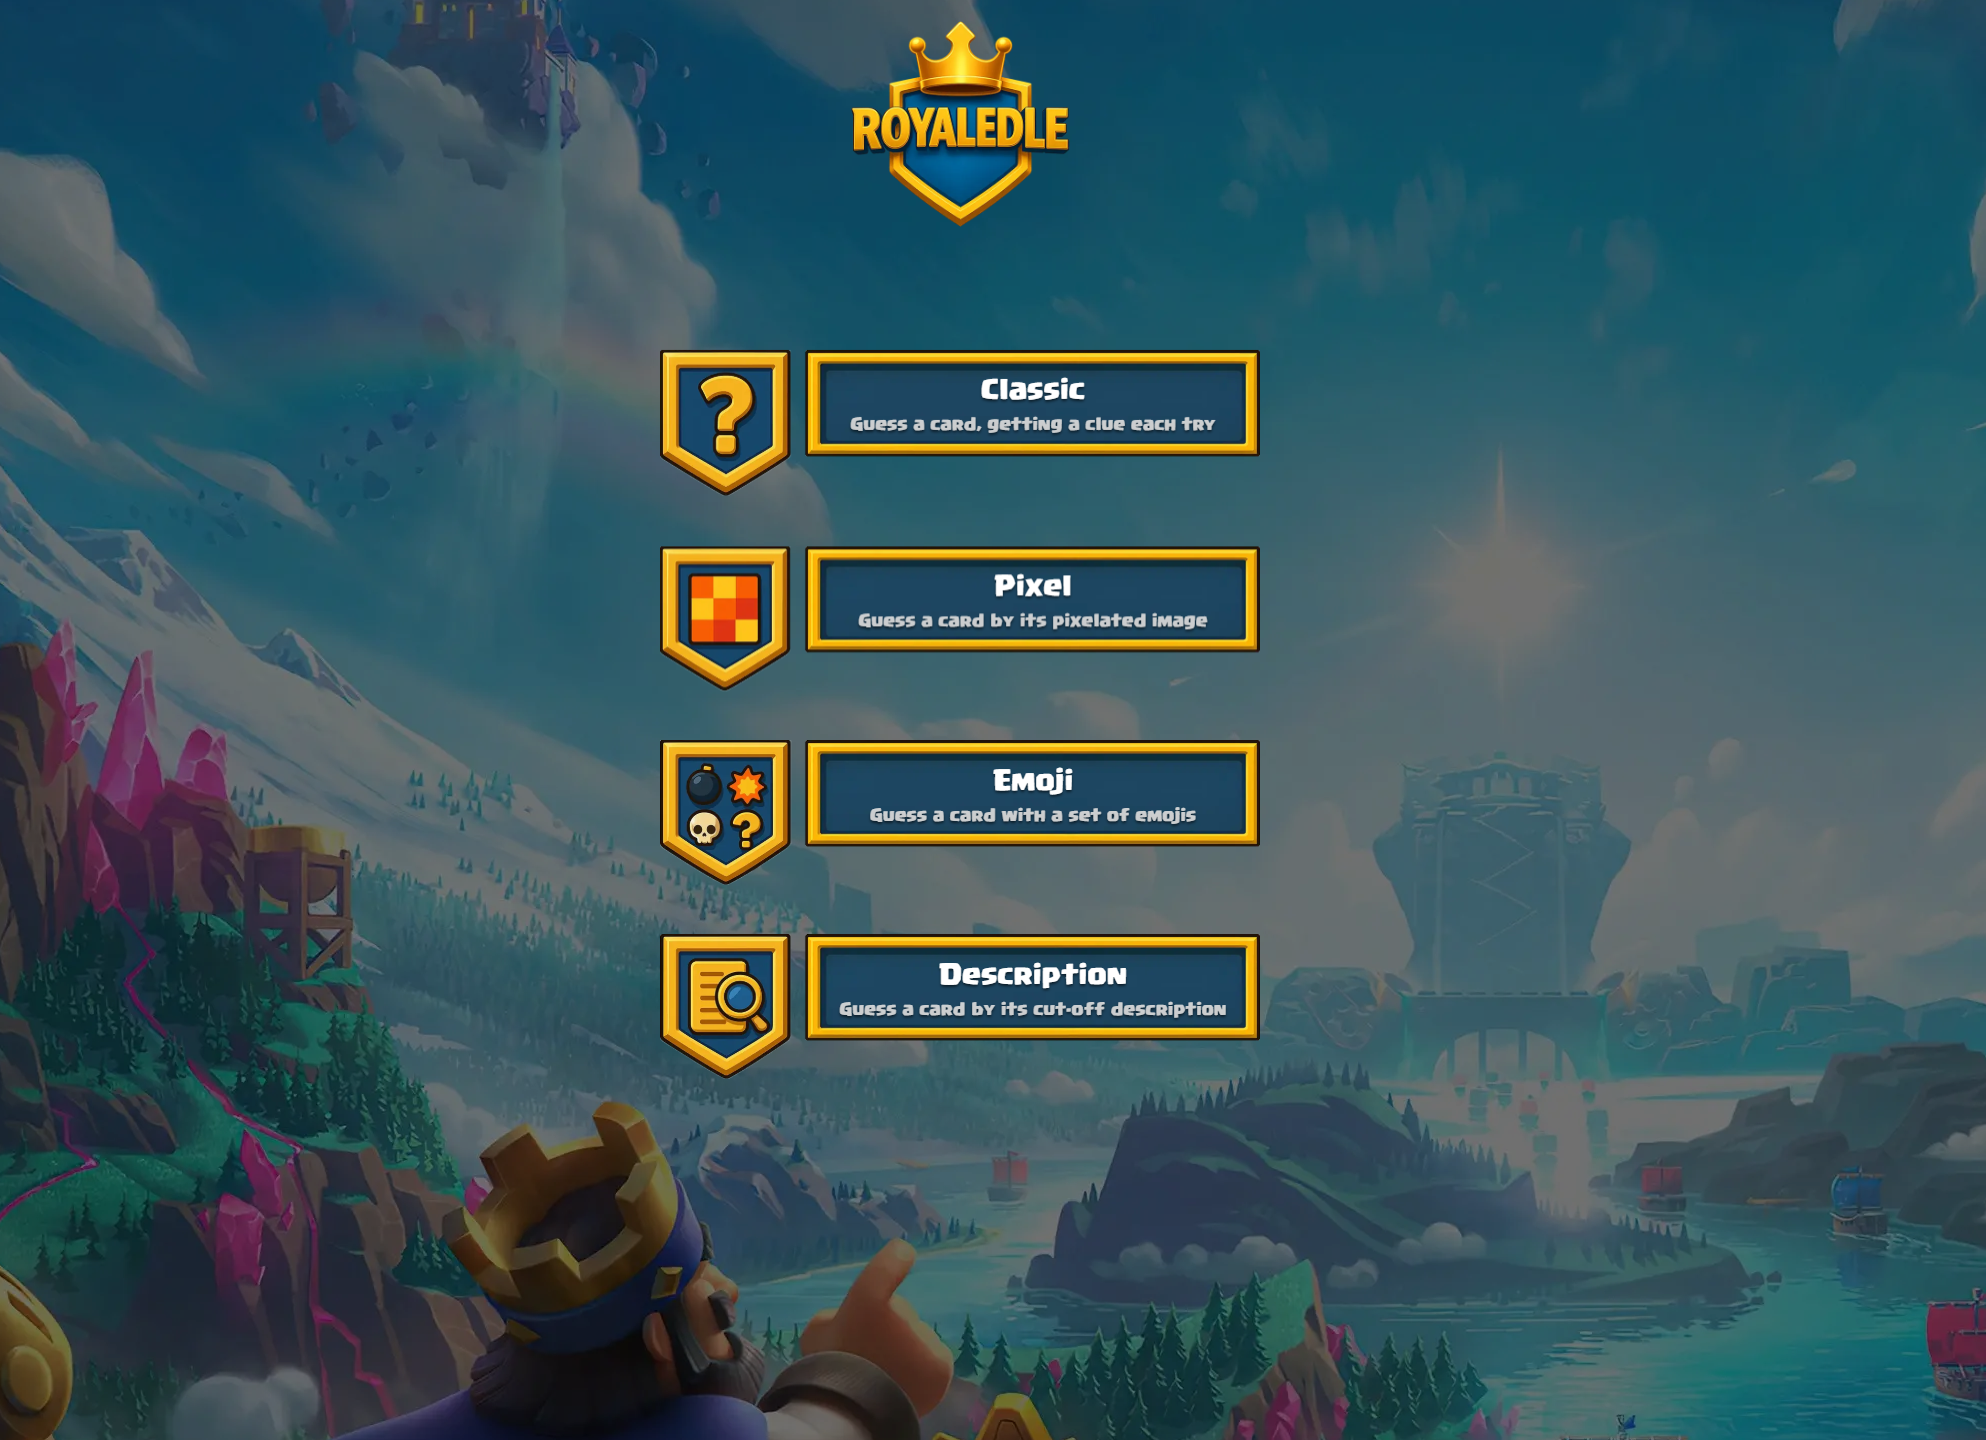 ROYALEDLE
Classic
Guess a card, getting a clue each try
Pixel
Guess a card by its pixelated image
Emoji
Guess a card with a set of emojis
Description
Guess a card by its cut-off description